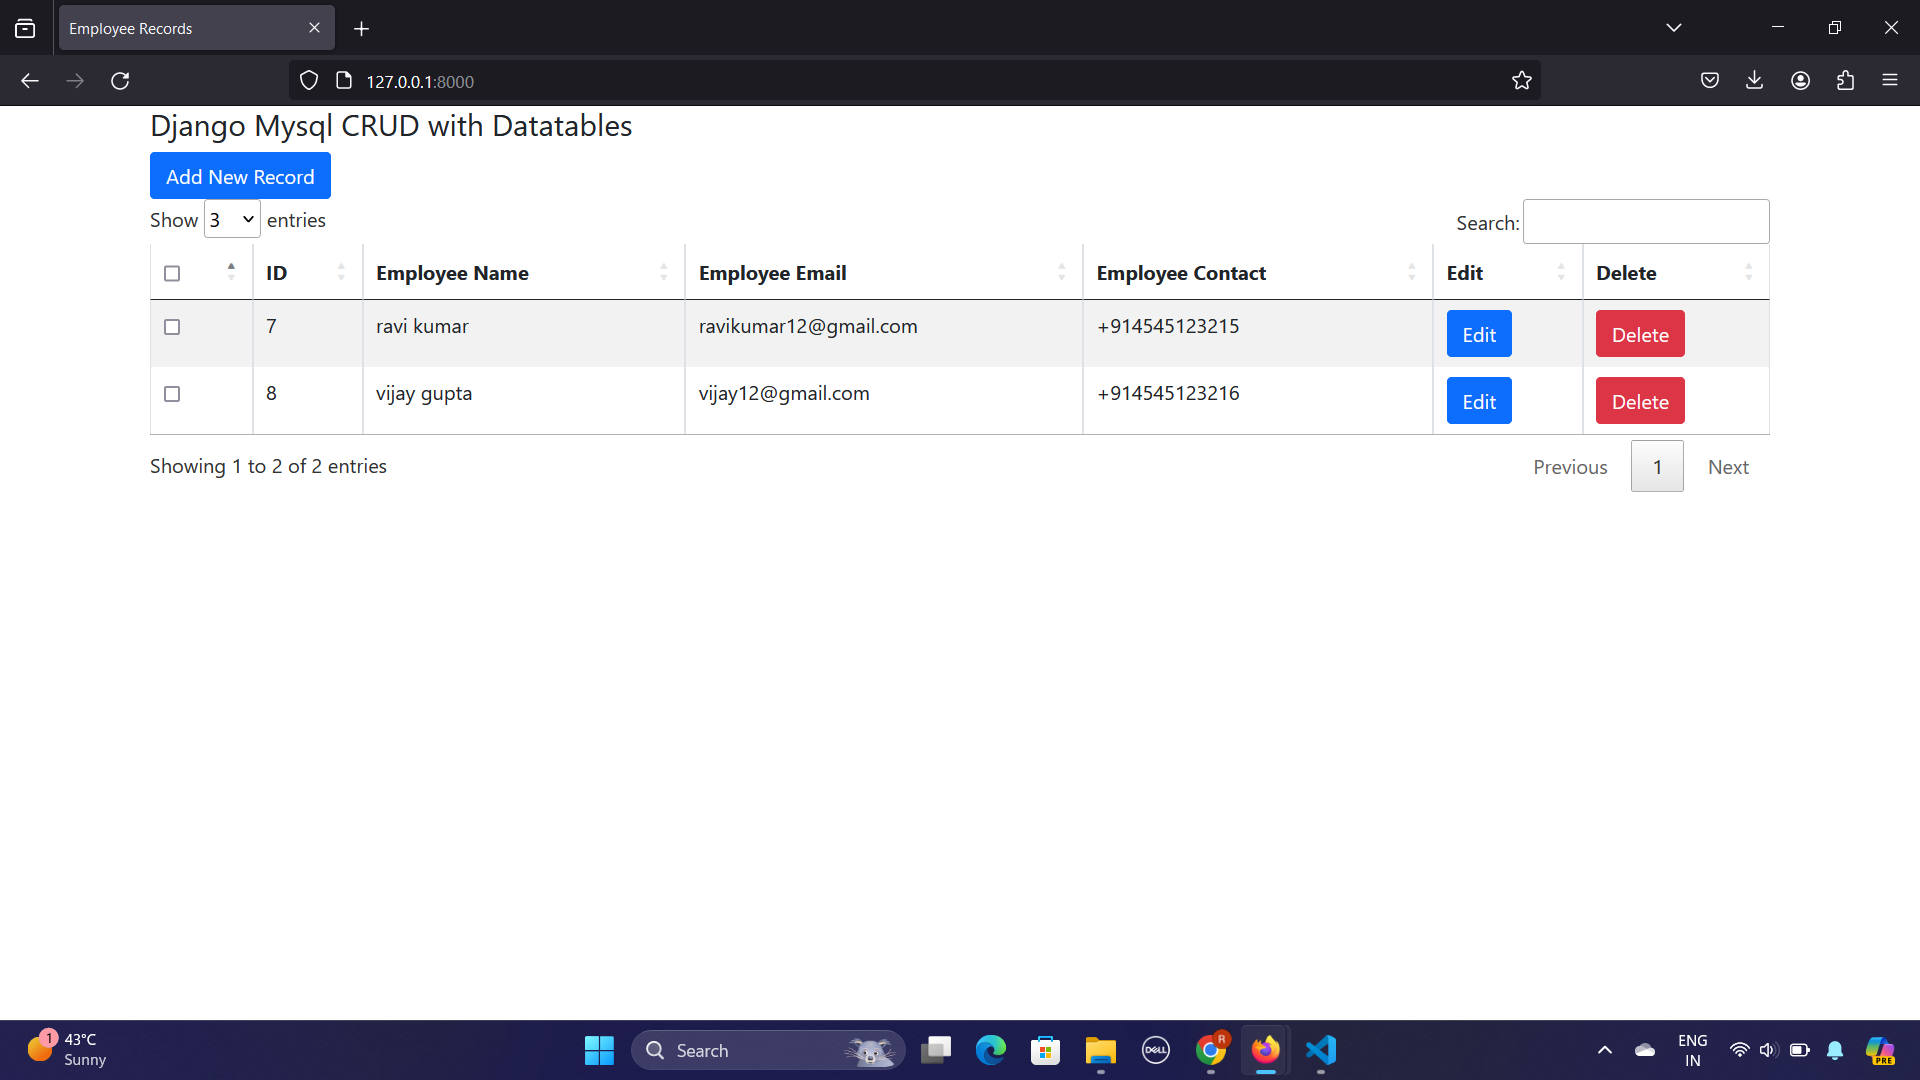 Employee Records
127.0.0.1:8000
Django Mysql CRUD with Datatables
Add New Record
Show 3 entries
Search:
ID Employee Name Employee Email Employee Contact Edit Delete
7 ravi kumar ravikumar12@gmail.com +914545123215 Edit Delete
8 vijay gupta vijay12@gmail.com +914545123216 Edit Delete
Showing 1 to 2 of 2 entries
Previous 1 Next
1
43°C
Sunny
Search
DELL
R
ENG
IN
PRE